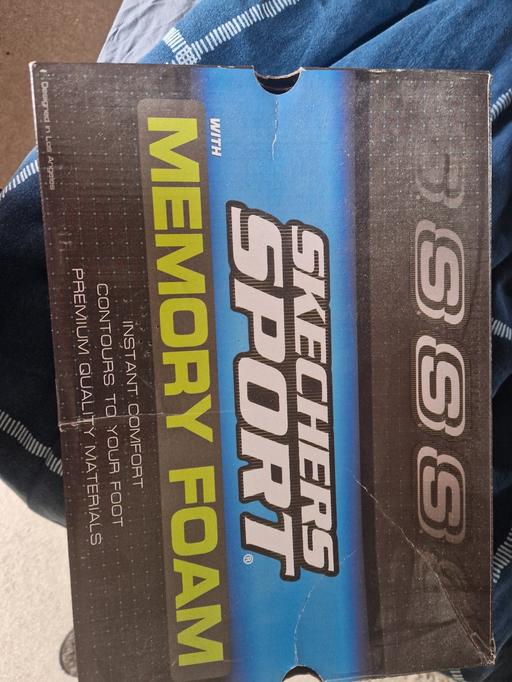 S S S
SKECHERS
SPORT®
WITH
MEMORY FOAM
INSTANT COMFORT
CONTOURS TO YOUR FOOT
PREMIUM QUALITY MATERIALS
Designed in Los Angeles